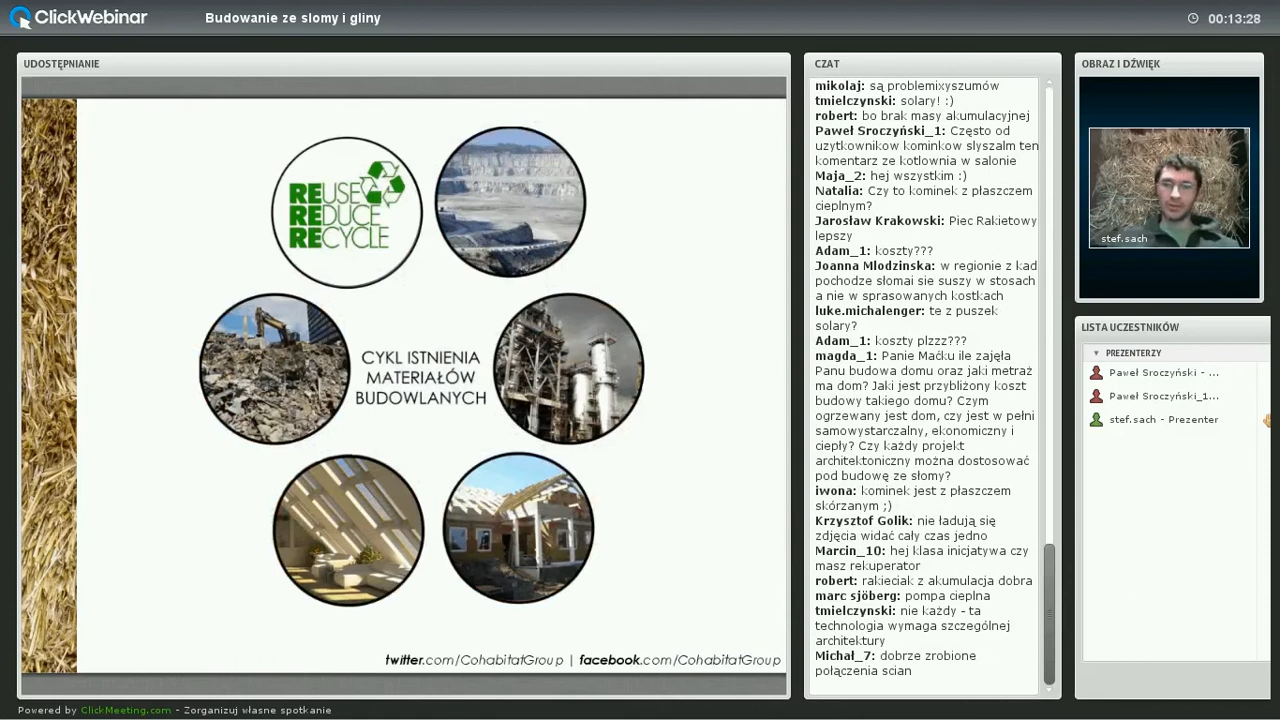 ClickWebinar
Budowanie ze slomy i gliny
00:13:28
UDOSTĘPNIANIE
REUSE
REDUCE
RECYCLE
CYKL ISTNIENIA
MATERIAŁÓW
BUDOWLANYCH
twitter.com/CohabitatGroup | facebook.com/CohabitatGroup
CZAT
mikolaj: są problemixyszumów
tmielczynski: solary! :)
robert: bo brak masy akumulacyjnej
Paweł Sroczyński_1: Często od
uzytkownikow kominkow slyszalm ten
komentarz ze kotlownia w salonie
Maja_2: hej wszystkim :)
Natalia: Czy to kominek z płaszczem
cieplnym?
Jarosław Krakowski: Piec Rakietowy
lepszy
Adam_1: koszty???
Joanna Mlodzinska: w regionie z kad
pochodze słomai sie suszy w stosach
a nie w sprasowanych kostkach
luke.michalenger: te z puszek
solary?
Adam_1: koszty plzzz???
magda_1: Panie Maćku ile zajęła
Panu budowa domu oraz jaki metraż
ma dom? Jaki jest przybliżony koszt
budowy takiego domu? Czym
ogrzewany jest dom, czy jest w pełni
samowystarczalny, ekonomiczny i
ciepły? Czy każdy projekt
architektoniczny można dostosować
pod budowę ze słomy?
iwona: kominek jest z płaszczem
skórzanym ;)
Krzysztof Golik: nie ładują się
zdjęcia widać cały czas jedno
Marcin_10: hej klasa inicjatywa czy
masz rekuperator
robert: rakieciak z akumulacja dobra
marc sjöberg: pompa cieplna
tmielczynski: nie każdy - ta
technologia wymaga szczególnej
architektury
Michał_7: dobrze zrobione
połączenia scian
OBRAZ I DŹWIĘK
stef.sach
LISTA UCZESTNIKÓW
PREZENTERZY
Paweł Sroczyński - ...
Paweł Sroczyński_1...
stef.sach - Prezenter
Powered by ClickMeeting.com - Zorganizuj własne spotkanie